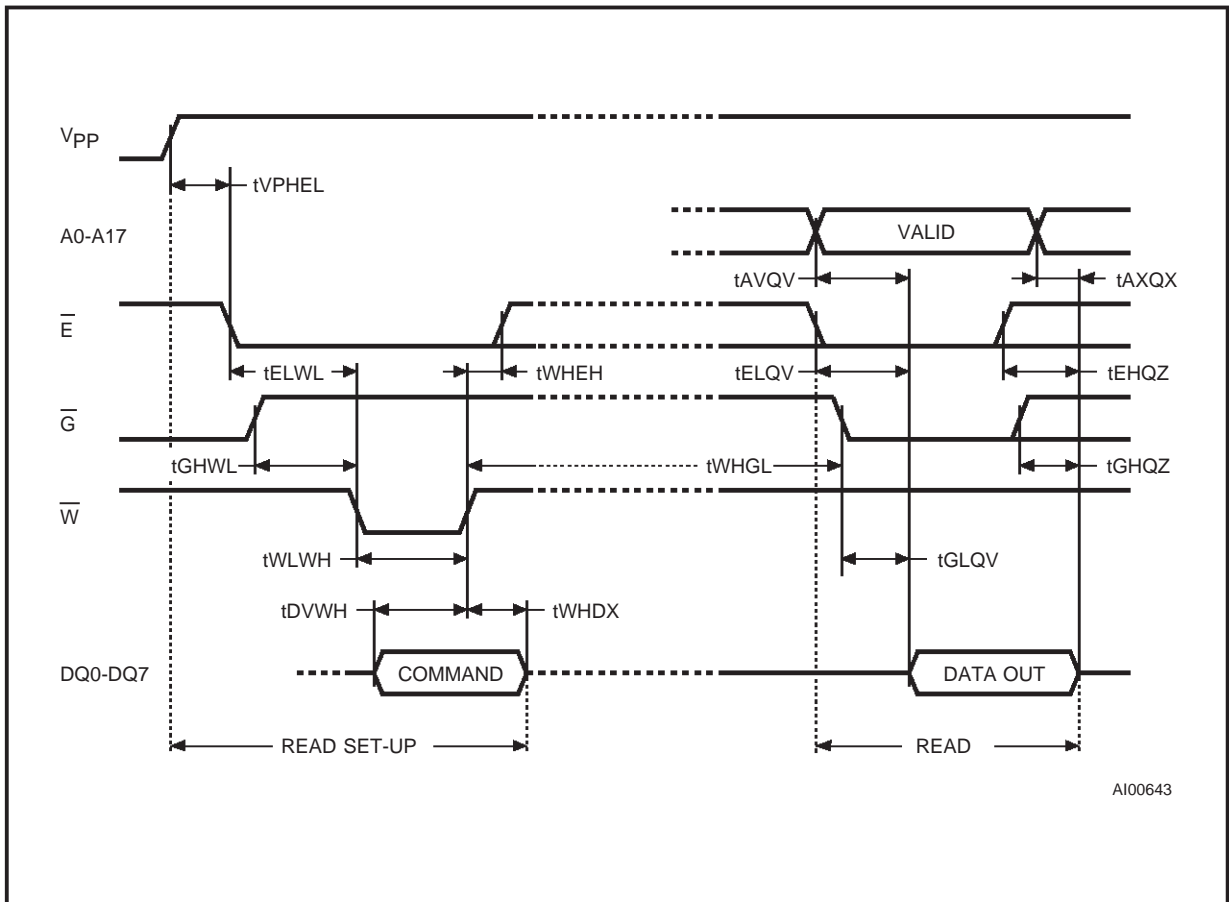 VPP
tVPHEL
A0-A17
VALID
tAVQV
tAXQX
E
tELWL
tWHEH
tELQV
tEHQZ
G
tGHWL
tWHGL
tGHQZ
W
tWLWH
tGLQV
tDVWH
tWHDX
DQ0-DQ7
COMMAND
DATA OUT
READ SET-UP
READ
AI00643